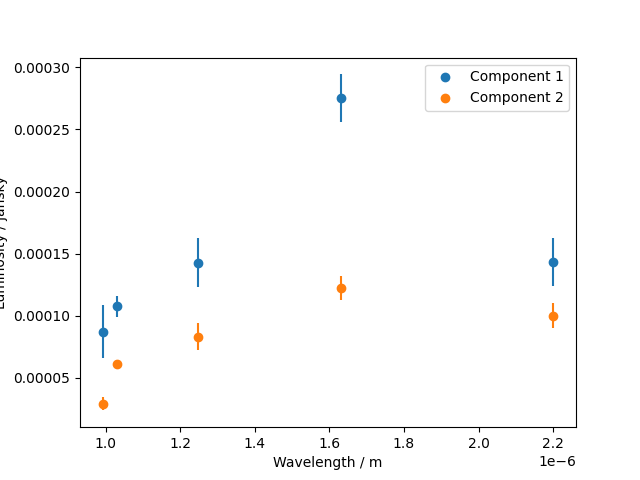 0.00030
0.00025
0.00020
0.00015
0.00010
0.00005
Luminosity / Jansky
Component 1
Component 2
1.0 1.2 1.4 1.6 1.8 2.0 2.2
1e−6
Wavelength / m